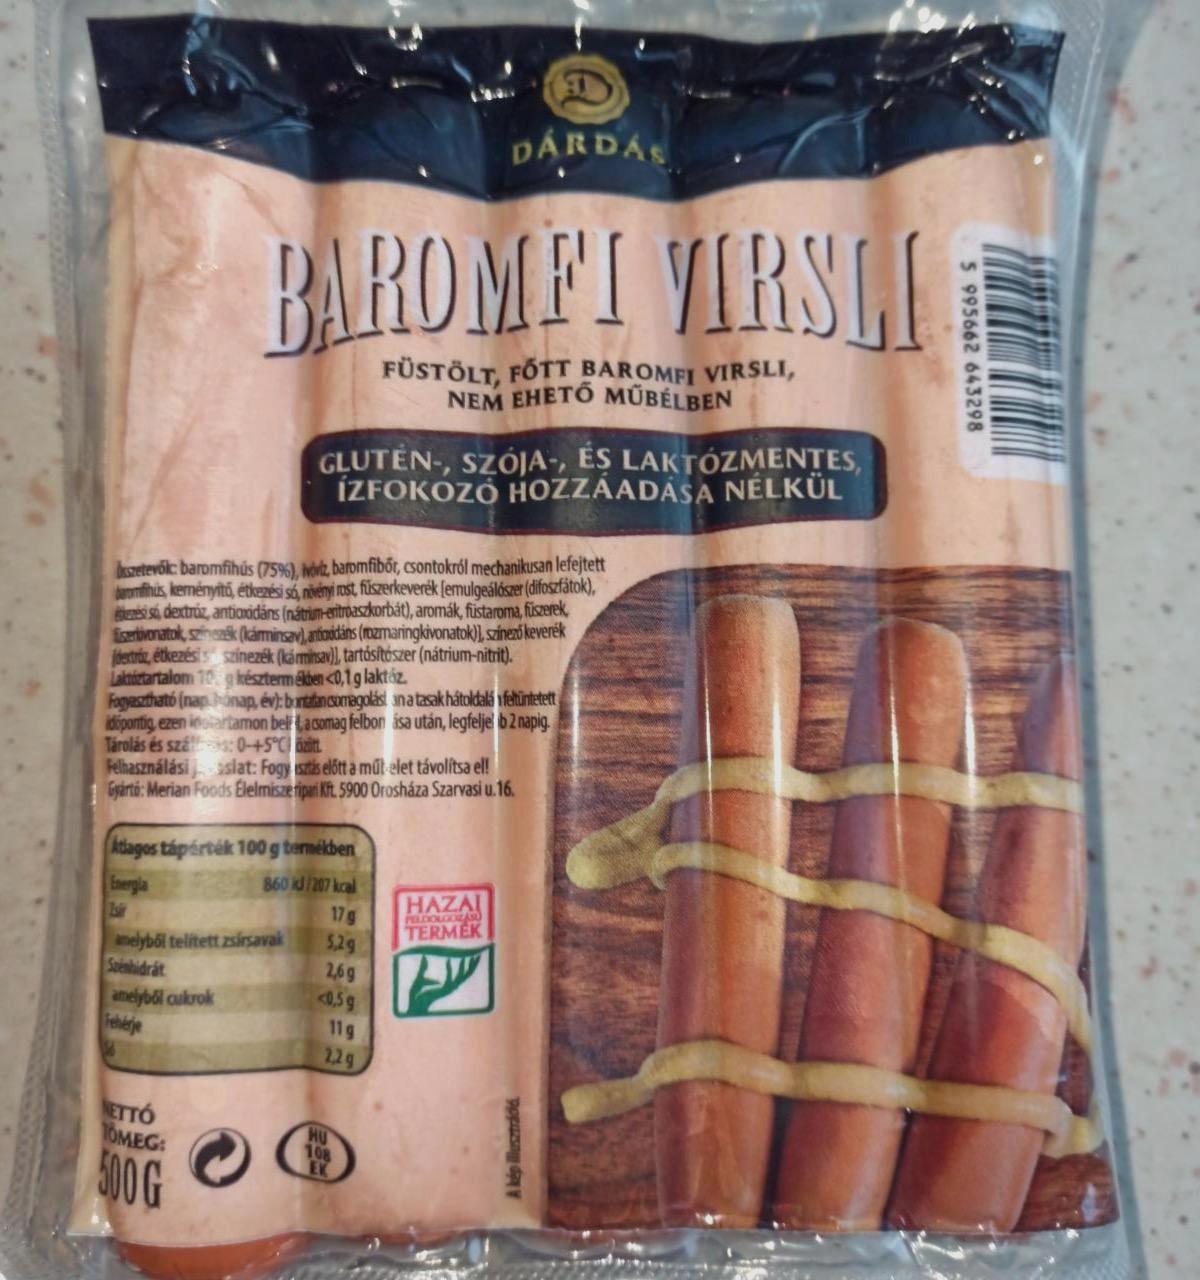 D
DÁRDÁS
BAROMFI VIRSLI
FÜSTÖLT, FŐTT BAROMFI VIRSLI,
NEM EHETŐ MŰBÉLBEN
5 995662 643298
GLUTÉN-, SZÓJA-, ÉS LAKTÓZMENTES,
ÍZFOKOZÓ HOZZÁADÁSA NÉLKÜL
Összetevők: baromfihús (75%), ivóvíz, baromfibőr, csontokról mechanikusan lefejtett
baromfihús, keményítő, étkezési só, növényi rost, fűszerkeverék [emulgeálószer (difoszfátok),
étkezési só, dextróz, antioxidáns (nátrium-eritroaszkorbát), aromák, füstaroma, fűszerek,
fűszerkivonatok, színezék (kárminsav), antioxidáns (rozmaringkivonatok)], színező keverék
[dextróz, étkezési só, színezék (kárminsav)], tartósítószer (nátrium-nitrit).
Laktóztartalom 100 g késztermékben <0,1 g laktóz.
Fogyasztható (nap, hónap, év): bontatlan csomagolásban a tasak hátoldalán feltüntetett
időpontig, ezen időtartamon belül, a csomag felbontása után, legfeljebb 2 napig.
Tárolás és szállítás: 0-+5°C között.
Felhasználási javaslat: Fogyasztás előtt a műbelet távolítsa el!
Gyártó: Merian Foods Élelmiszeripari Kft. 5900 Orosháza Szarvasi u. 16.
Átlagos tápérték 100 g termékben
Energia 860 kJ / 207 kcal
Zsír 17 g
amelyből telített zsírsavak 5,2 g
Szénhidrát 2,6 g
amelyből cukrok <0,5 g
Fehérje 11 g
Só 2,2 g
HAZAI
FELDOLGOZÁSÚ
TERMÉK
NETTÓ
TÖMEG:
500 G
HU
108
EK
A kép illusztráció!